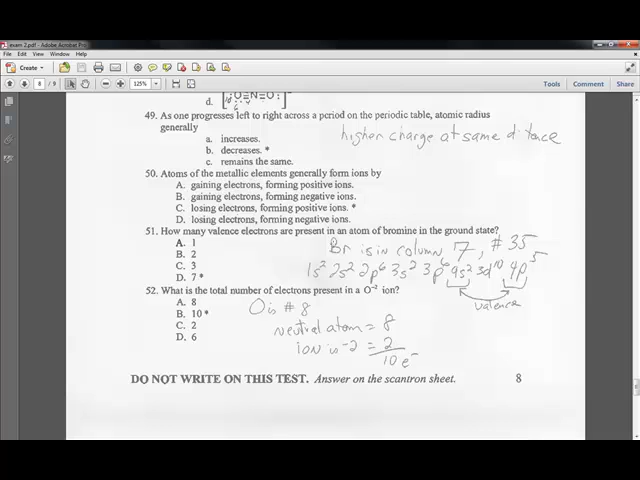 exam 2.pdf - Adobe Acrobat Pro
File Edit View Window Help
Create
8 / 9 125% Tools Comment Share
d.
49. As one progresses left to right across a period on the periodic table, atomic radius
generally
higher charge at same distance
a. increases.
b. decreases. *
c. remains the same.
50. Atoms of the metallic elements generally form ions by
A. gaining electrons, forming positive ions.
B. gaining electrons, forming negative ions.
C. losing electrons, forming positive ions. *
D. losing electrons, forming negative ions.
51. How many valence electrons are present in an atom of bromine in the ground state?
A. 1
Br is in column 7, # 35
B. 2
C. 3
1s² 2s² 2p⁶ 3s² 3p⁶ 4s² 3d¹⁰ 4p⁵
D. 7 *
valence
52. What is the total number of electrons present in a O⁻² ion?
A. 8
O is # 8
B. 10 *
neutral atom = 8
C. 2
ion is -2 = 2
D. 6
10 e⁻
DO NOT WRITE ON THIS TEST. Answer on the scantron sheet. 8